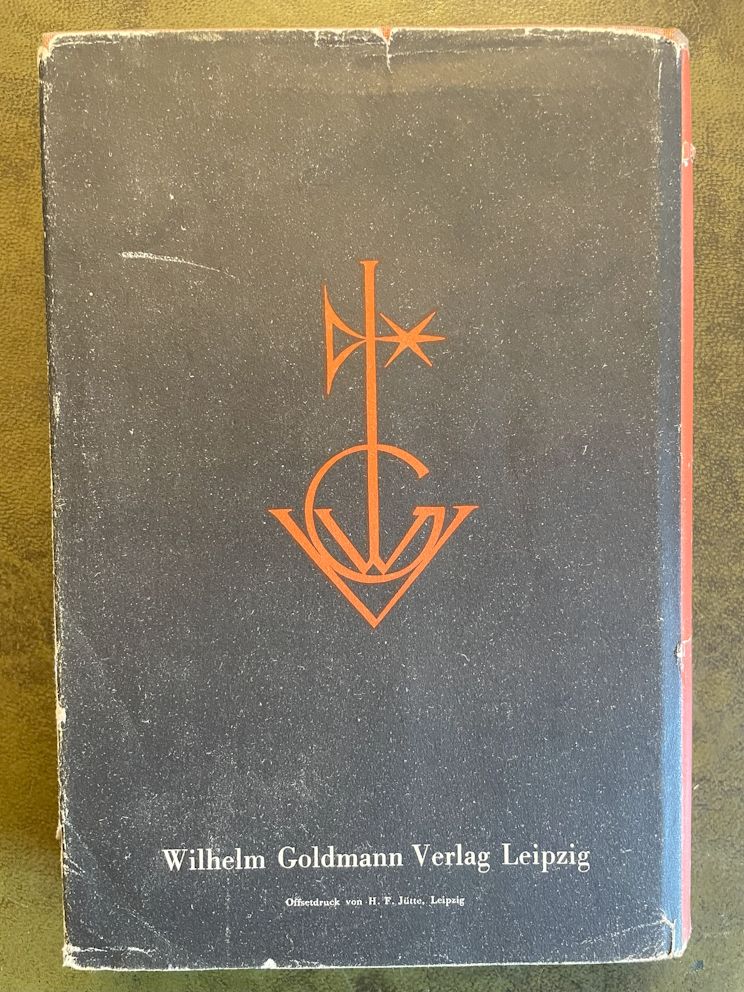 Wilhelm Goldmann Verlag Leipzig
Offsetdruck von H. F. Jütte, Leipzig